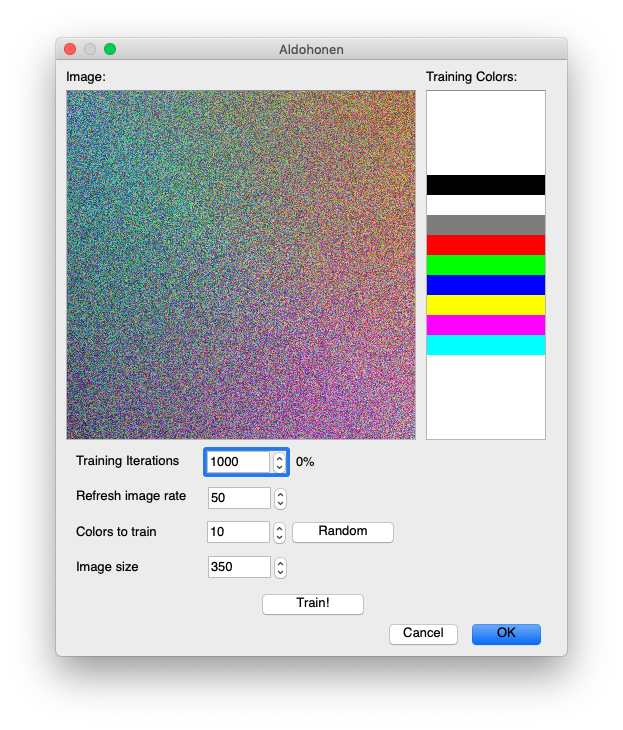 Aldohonen
Image:
Training Colors:
Training Iterations 1000 0%
Refresh image rate 50
Colors to train 10 Random
Image size 350
Train!
Cancel OK